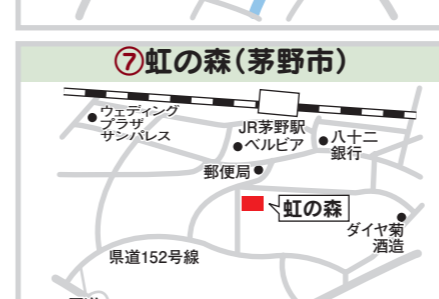 ⑦虹の森（茅野市）
ウェディング
プラザ
サンパレス
JR茅野駅
ベルビア
八十二
銀行
郵便局
虹の森
ダイヤ菊
酒造
県道152号線